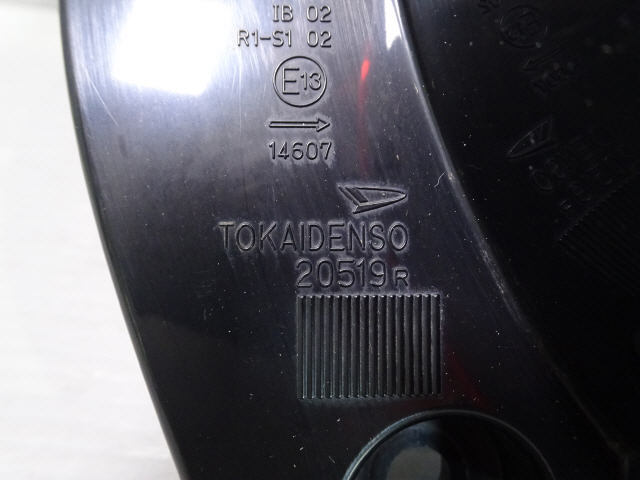 IB 02
R1-S1 02
E13
14607
TOKAIDENSO
20519R